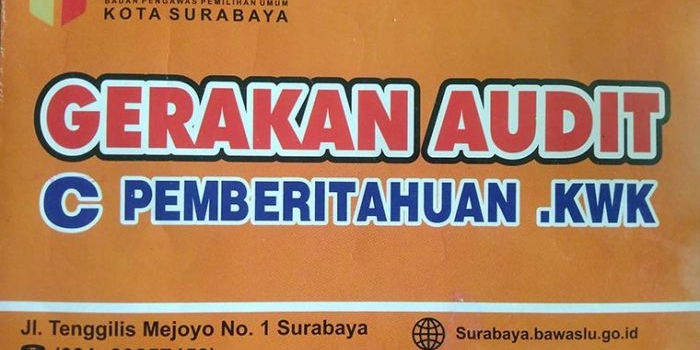 BADAN PENGAWAS PEMILIHAN UMUM
KOTA SURABAYA
GERAKAN AUDIT
C PEMBERITAHUAN .KWK
Jl. Tenggilis Mejoyo No. 1 Surabaya
Surabaya.bawaslu.go.id